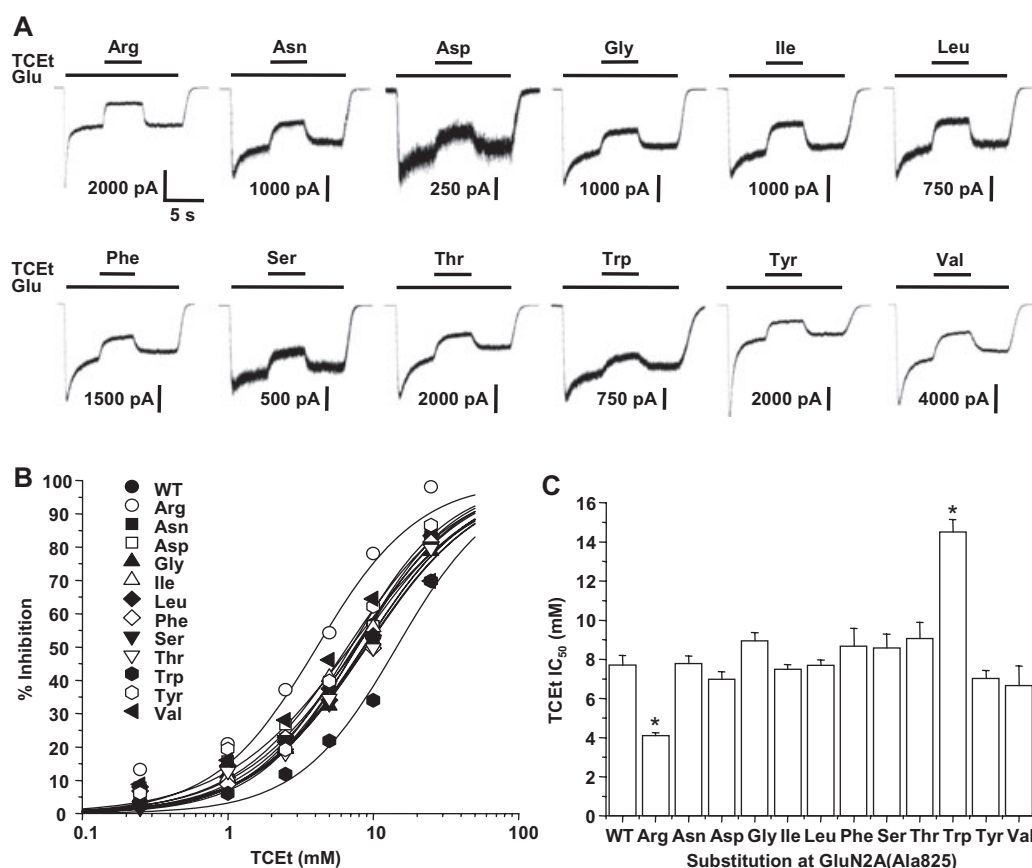 A
Arg Asn Asp Gly Ile Leu
TCEt
Glu
2000 pA 1000 pA 250 pA 1000 pA 1000 pA 750 pA
5 s
Phe Ser Thr Trp Tyr Val
TCEt
Glu
1500 pA 500 pA 2000 pA 750 pA 2000 pA 4000 pA
B
100
90
80
70
60
50
40
30
20
10
0
% Inhibition
WT
Arg
Asn
Asp
Gly
Ile
Leu
Phe
Ser
Thr
Trp
Tyr
Val
0.1 1 10 100
TCEt (mM)
C
16
14
12
10
8
6
4
2
0
TCEt IC50 (mM)
*
*
WT Arg Asn Asp Gly Ile Leu Phe Ser Thr Trp Tyr Val
Substitution at GluN2A(Ala825)